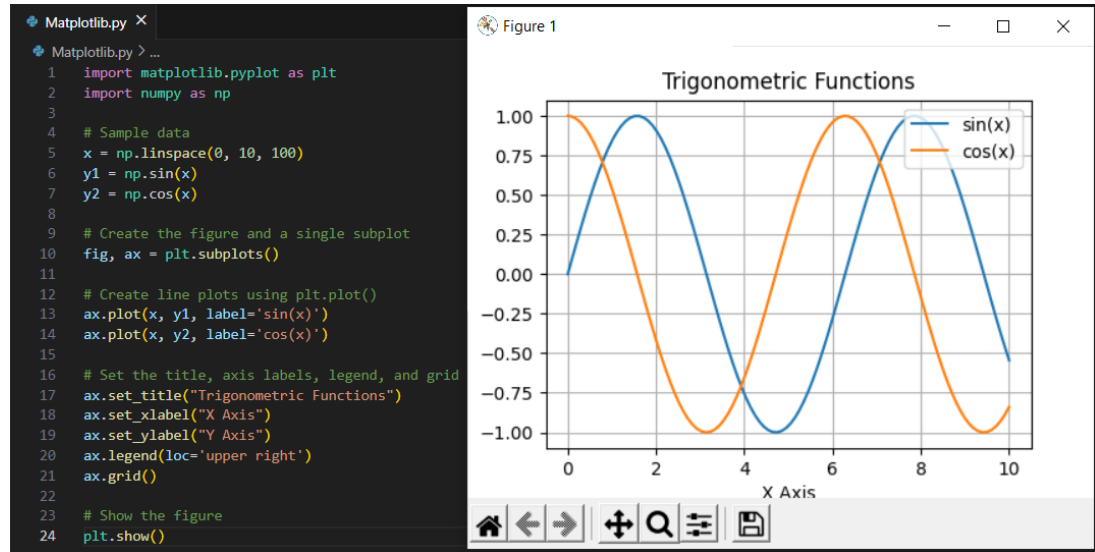 Matplotlib.py
Matplotlib.py > ...
1 import matplotlib.pyplot as plt
2 import numpy as np
3
4 # Sample data
5 x = np.linspace(0, 10, 100)
6 y1 = np.sin(x)
7 y2 = np.cos(x)
8
9 # Create the figure and a single subplot
10 fig, ax = plt.subplots()
11
12 # Create line plots using plt.plot()
13 ax.plot(x, y1, label='sin(x)')
14 ax.plot(x, y2, label='cos(x)')
15
16 # Set the title, axis labels, legend, and grid
17 ax.set_title("Trigonometric Functions")
18 ax.set_xlabel("X Axis")
19 ax.set_ylabel("Y Axis")
20 ax.legend(loc='upper right')
21 ax.grid()
22
23 # Show the figure
24 plt.show()
Figure 1
Trigonometric Functions
sin(x)
cos(x)
1.00
0.75
0.50
0.25
0.00
−0.25
−0.50
−0.75
−1.00
0 2 4 6 8 10
X Axis